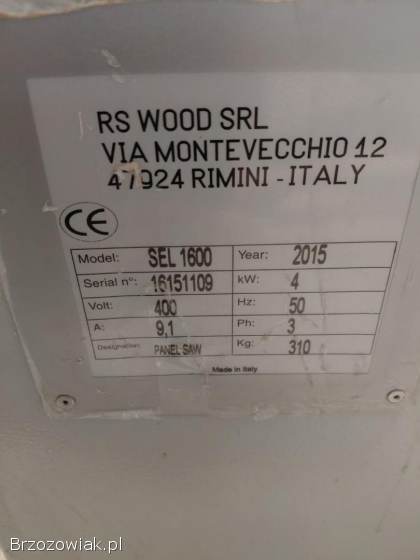 RS WOOD SRL
VIA MONTEVECCHIO 12
47924 RIMINI - ITALY
CE
Model: SEL 1600 Year: 2015
Serial n°: 16151109 kW: 4
Volt: 400 Hz: 50
A: 9,1 Ph: 3
Designation: PANEL SAW Kg: 310
Made in Italy
Brzozowiak.pl